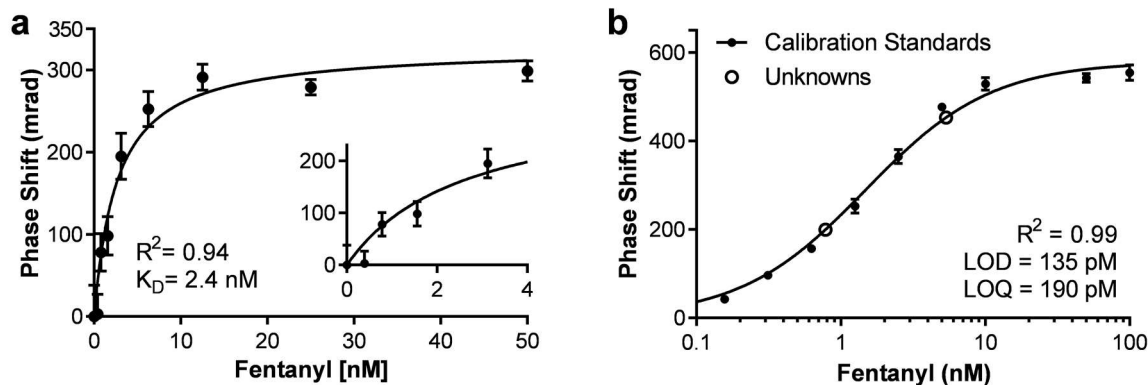 a
Phase Shift (mrad)
350
300
200
100
0
0
10
20
30
40
50
Fentanyl [nM]
R²= 0.94
K_D= 2.4 nM
200
100
0
0
2
4
b
Phase Shift (mrad)
600
400
200
0
0.1
1
10
100
Fentanyl (nM)
Calibration Standards
Unknowns
R² = 0.99
LOD = 135 pM
LOQ = 190 pM